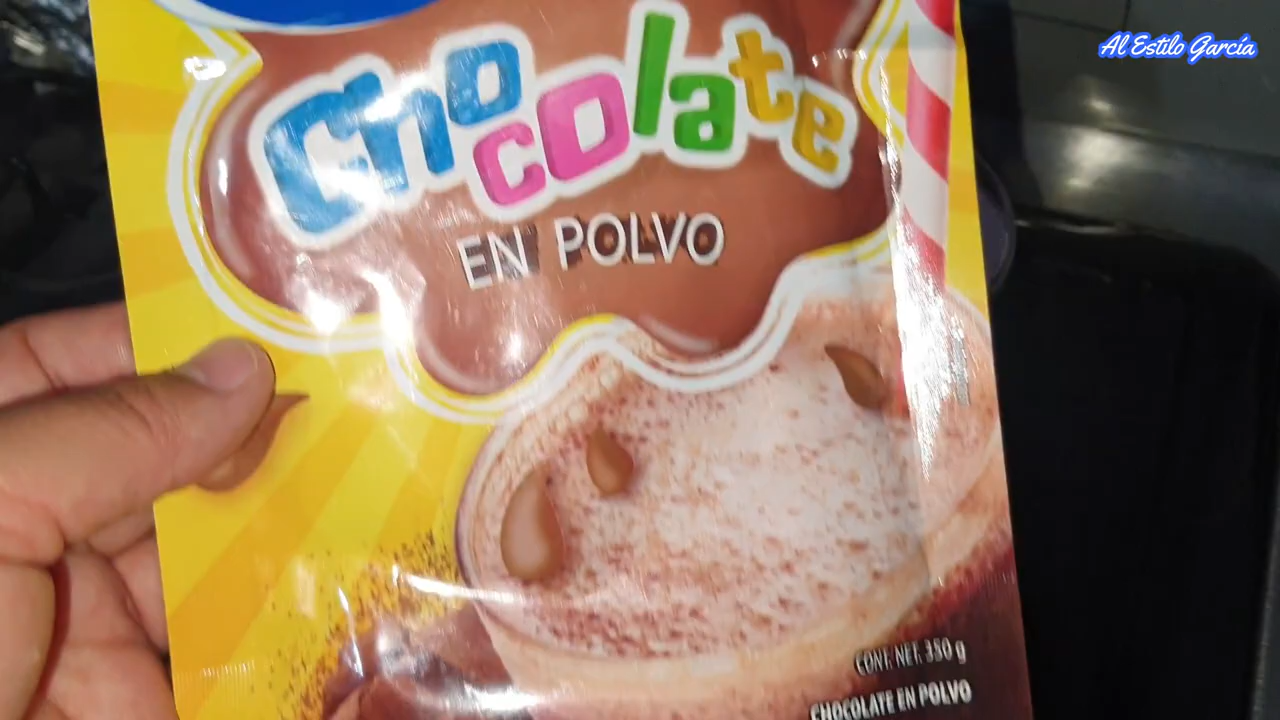 Al Estilo García
Chocolate
EN POLVO
CONT. NET. 350 g
CHOCOLATE EN POLVO